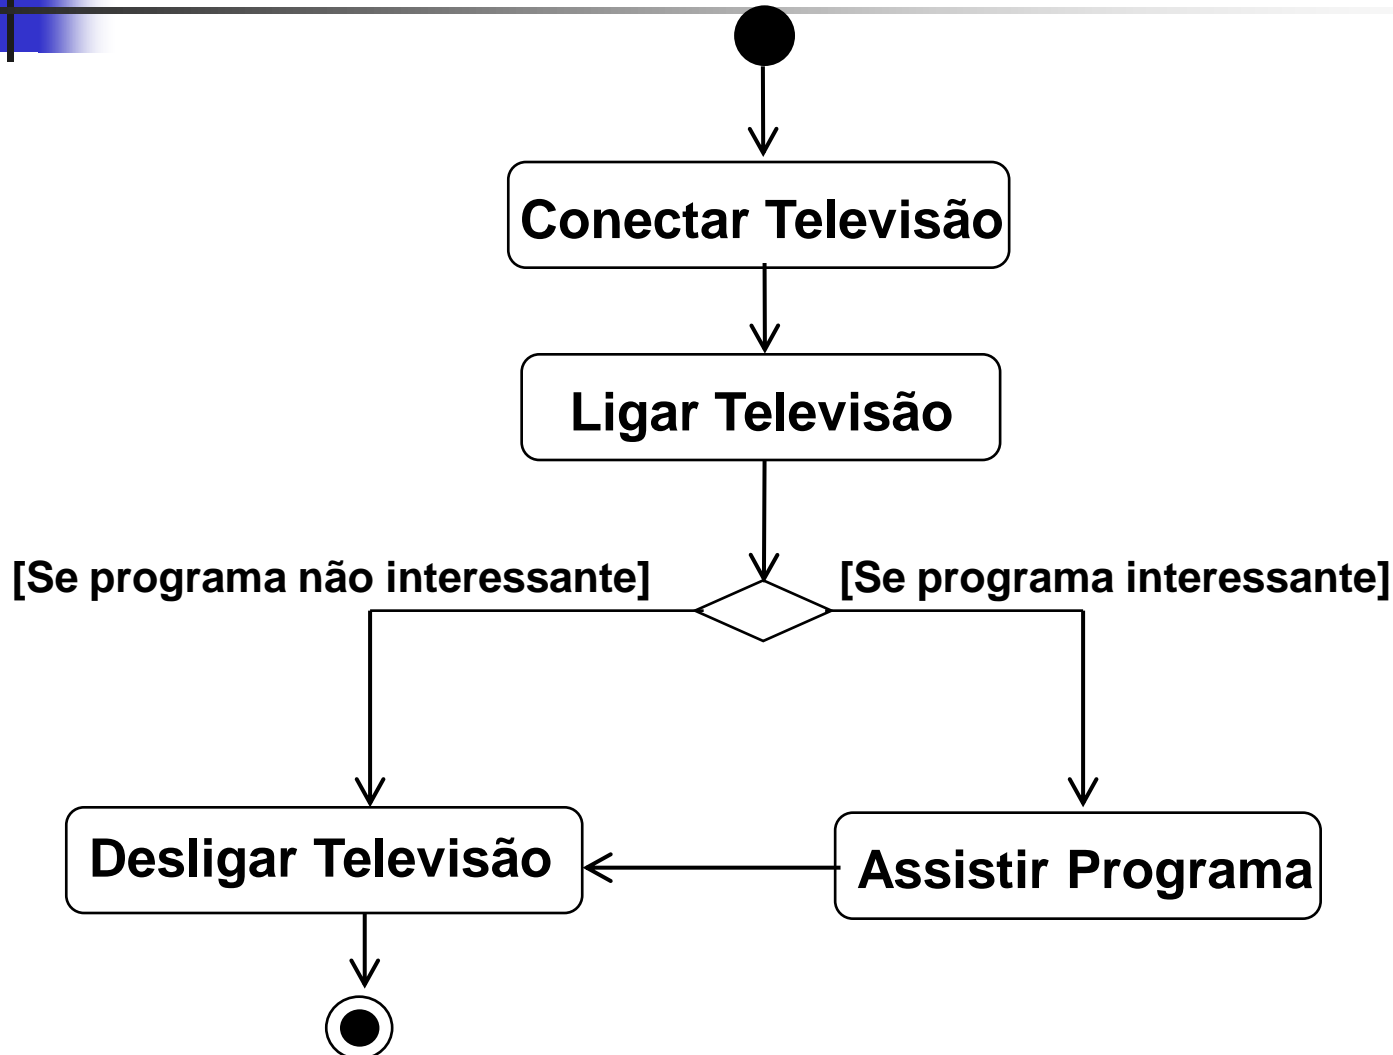 Conectar Televisão
Ligar Televisão
[Se programa não interessante]
[Se programa interessante]
Desligar Televisão
Assistir Programa